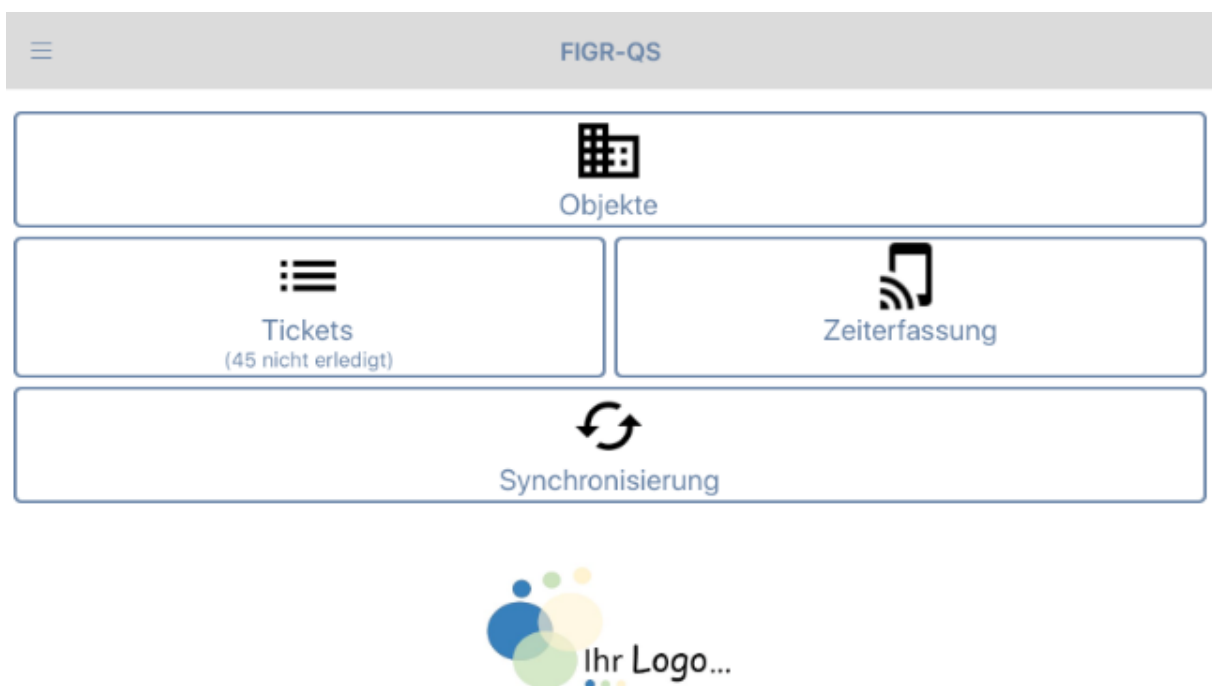 FIGR-QS
Objekte
Tickets
(45 nicht erledigt)
Zeiterfassung
Synchronisierung
Ihr Logo...